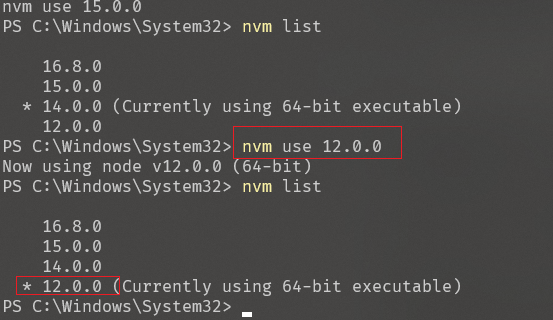 nvm use 15.0.0
PS C:\Windows\System32> nvm list
16.8.0
15.0.0
* 14.0.0 (Currently using 64-bit executable)
12.0.0
PS C:\Windows\System32> nvm use 12.0.0
Now using node v12.0.0 (64-bit)
PS C:\Windows\System32> nvm list
16.8.0
15.0.0
14.0.0
* 12.0.0 (Currently using 64-bit executable)
PS C:\Windows\System32>